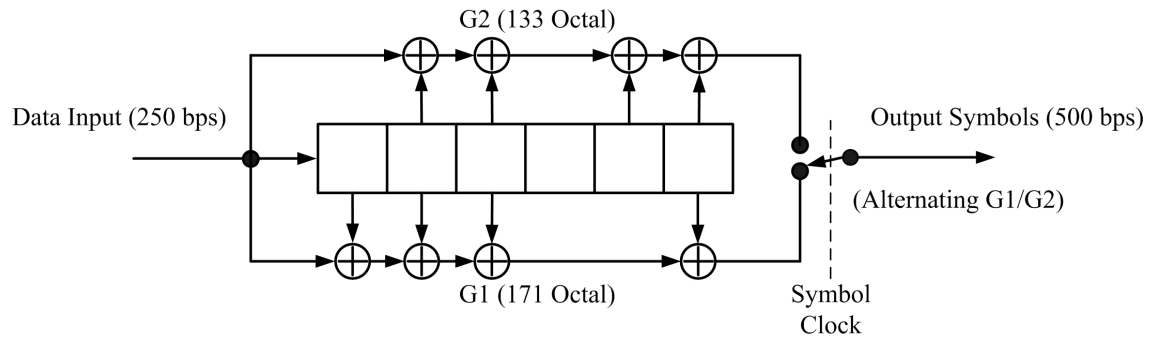 G2 (133 Octal)
Data Input (250 bps)
Output Symbols (500 bps)
(Alternating G1/G2)
G1 (171 Octal)
Symbol
Clock